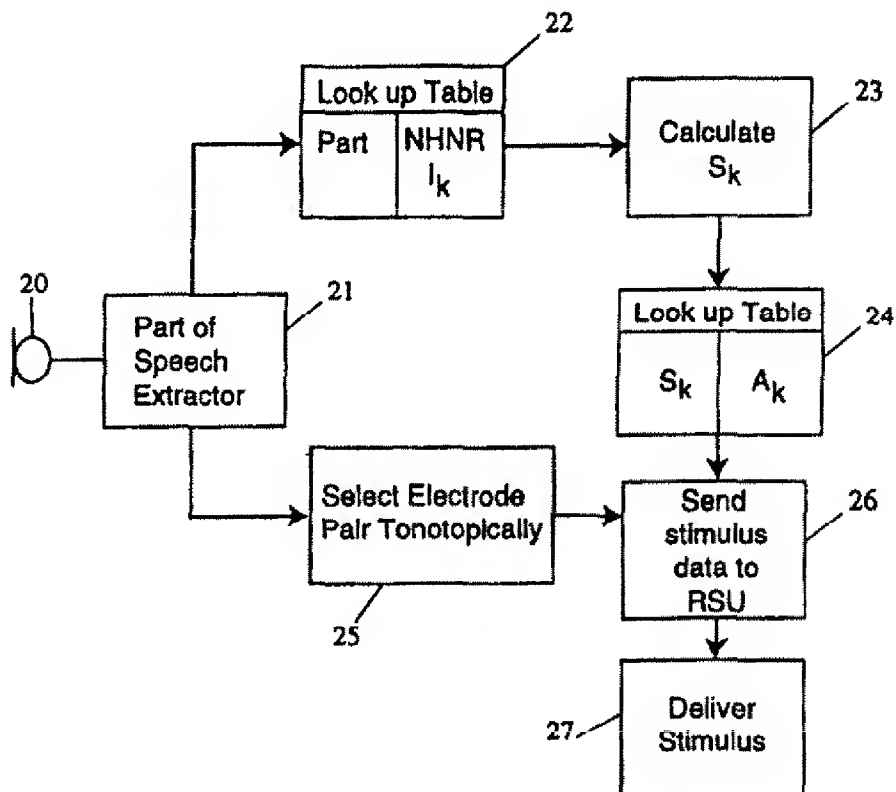 22
Look up Table
Part
NHNR
I_k
23
Calculate
S_k
20
21
Part of
Speech
Extractor
Look up Table
24
S_k
A_k
Select Electrode
Pair Tonotopically
25
Send
stimulus
data to
RSU
26
27
Deliver
Stimulus